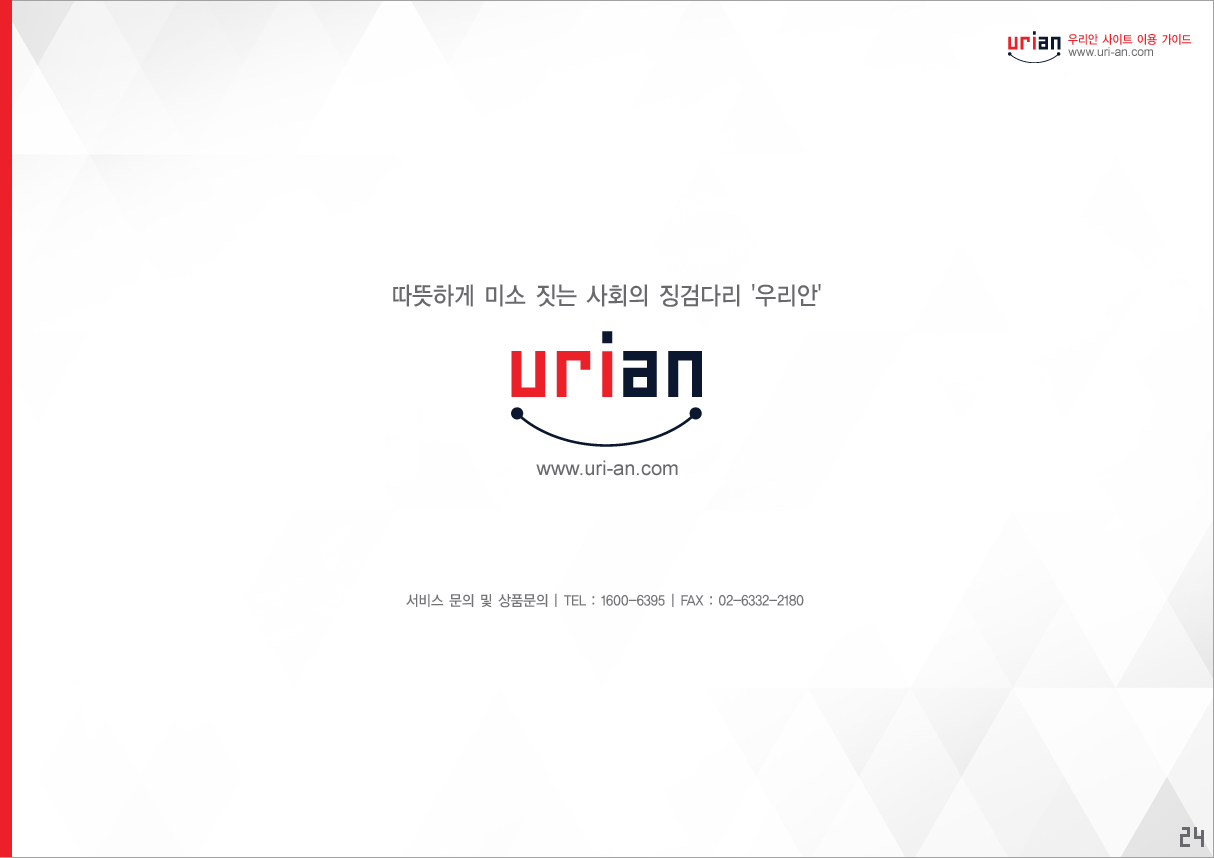 urian 우리안 사이트 이용 가이드
www.uri-an.com
따뜻하게 미소 짓는 사회의 징검다리 '우리안'
urian
www.uri-an.com
서비스 문의 및 상품문의 | TEL : 1600-6395 | FAX : 02-6332-2180
24